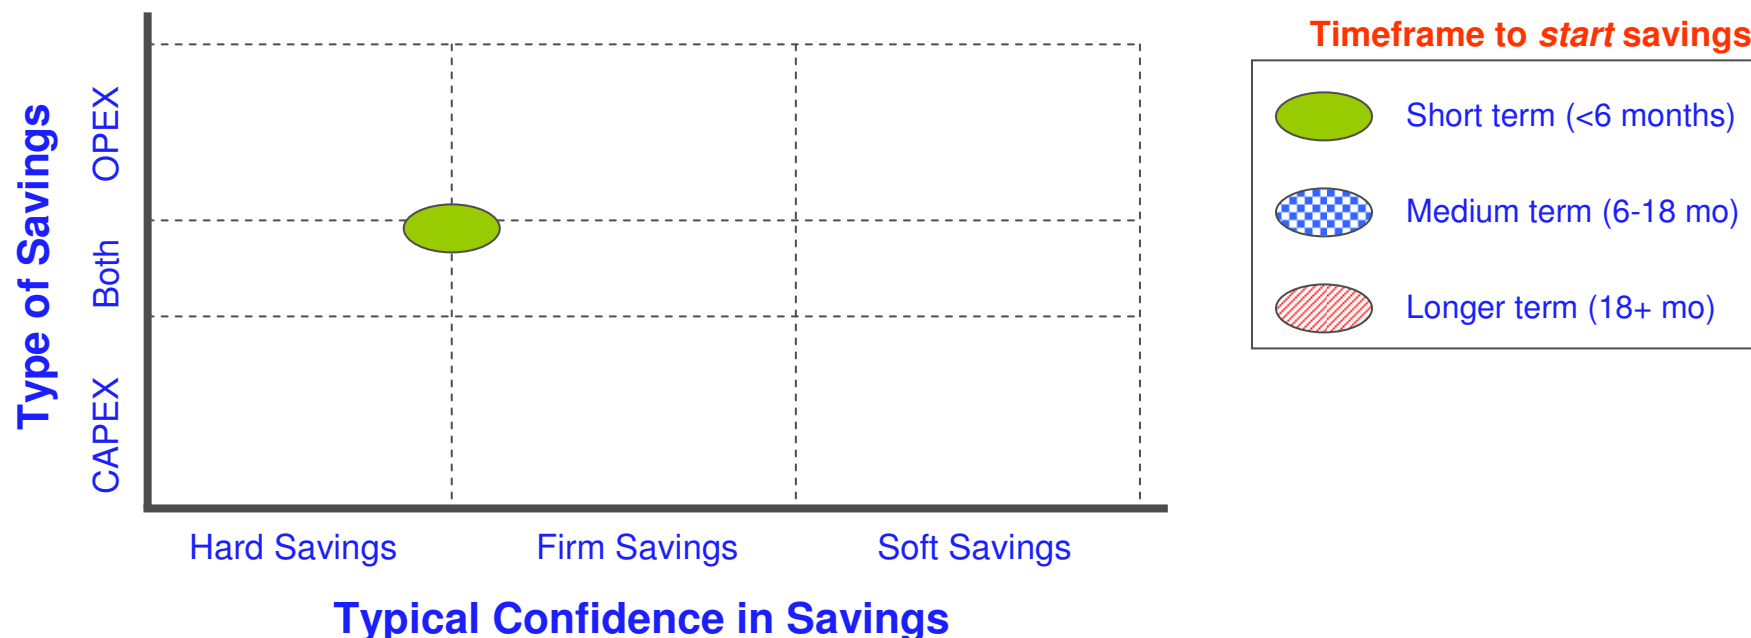 Timeframe to start savings
Short term (<6 months)
Medium term (6-18 mo)
Longer term (18+ mo)
Type of Savings
OPEX
Both
CAPEX
Hard Savings
Firm Savings
Soft Savings
Typical Confidence in Savings